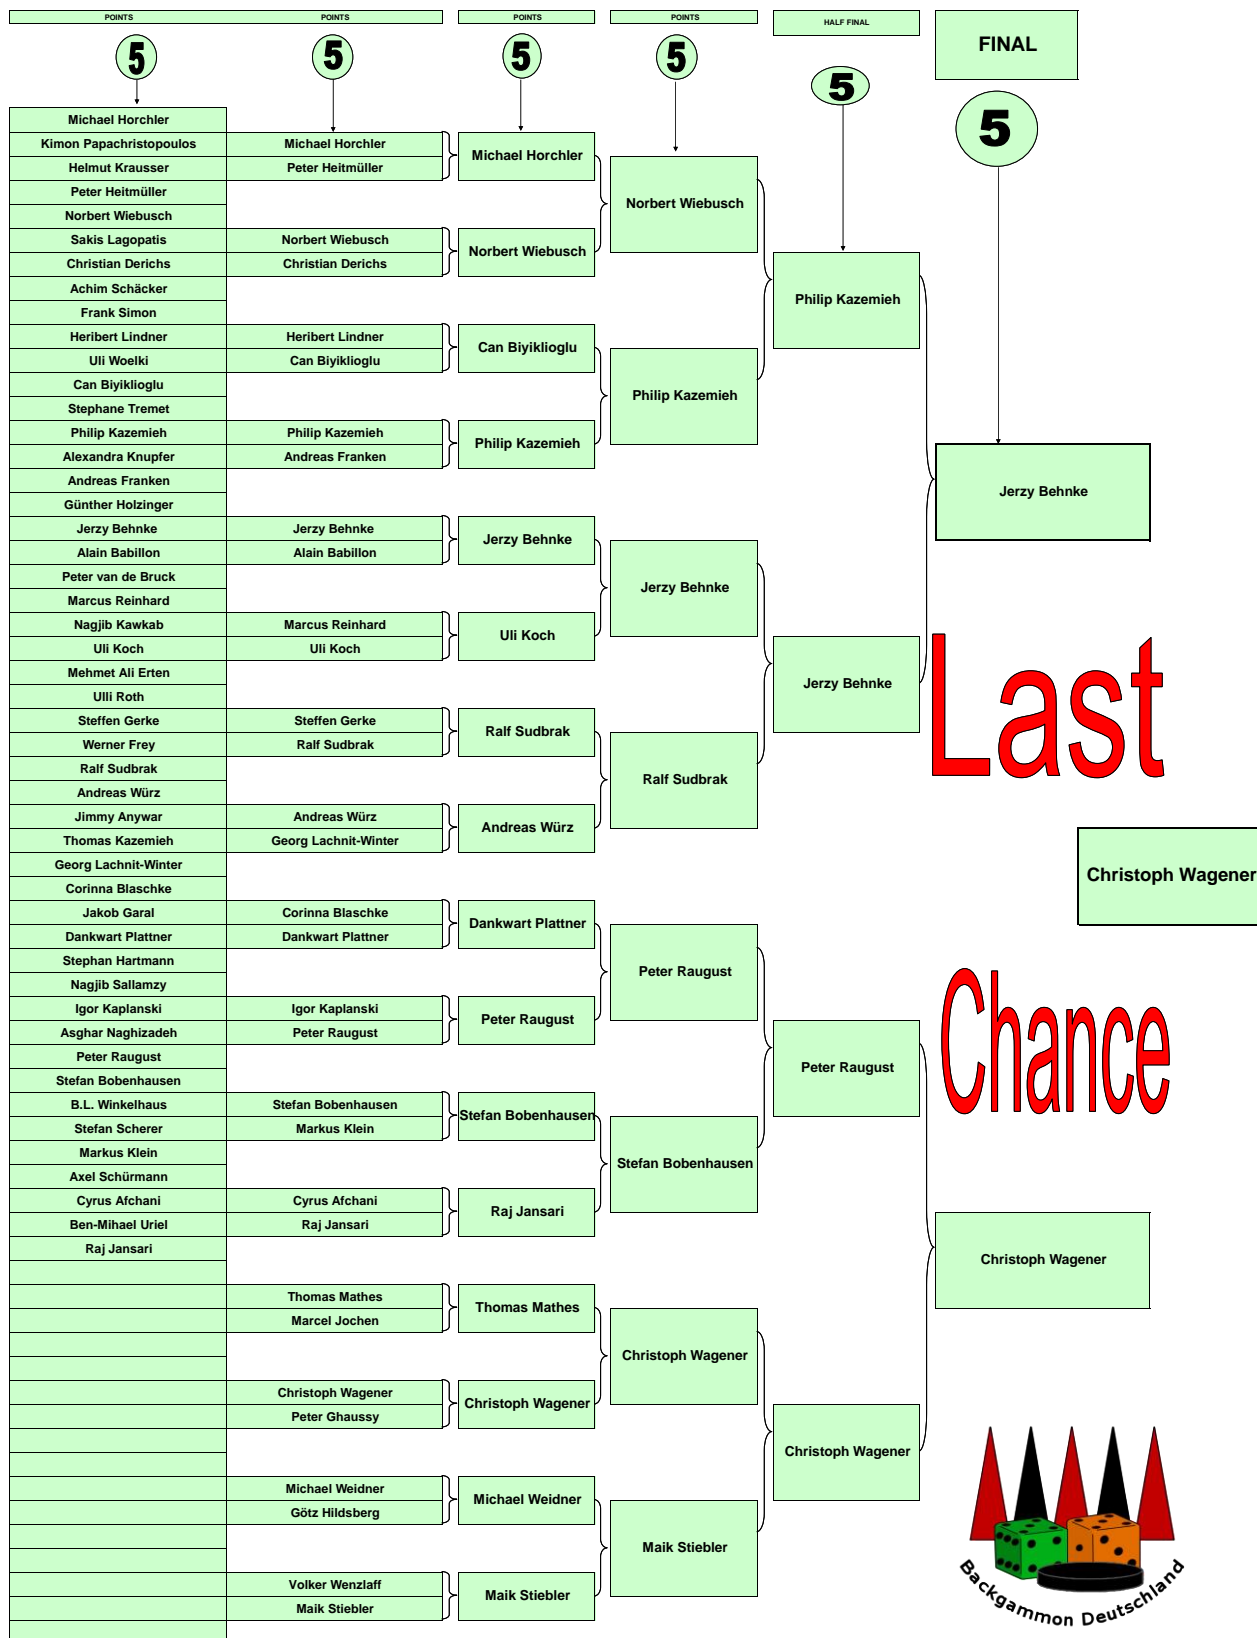 POINTS
POINTS
POINTS
POINTS
HALF FINAL
FINAL
5
5
5
5
5
5
Michael Horchler
Kimon Papachristopoulos
Helmut Krausser
Peter Heitmüller
Norbert Wiebusch
Sakis Lagopatis
Christian Derichs
Achim Schäcker
Frank Simon
Heribert Lindner
Uli Woelki
Can Biyiklioglu
Stephane Tremet
Philip Kazemieh
Alexandra Knupfer
Andreas Franken
Günther Holzinger
Jerzy Behnke
Alain Babillon
Peter van de Bruck
Marcus Reinhard
Nagjib Kawkab
Uli Koch
Mehmet Ali Erten
Ulli Roth
Steffen Gerke
Werner Frey
Ralf Sudbrak
Andreas Würz
Jimmy Anywar
Thomas Kazemieh
Georg Lachnit-Winter
Corinna Blaschke
Jakob Garal
Dankwart Plattner
Stephan Hartmann
Nagjib Sallamzy
Igor Kaplanski
Asghar Naghizadeh
Peter Raugust
Stefan Bobenhausen
B.L. Winkelhaus
Stefan Scherer
Markus Klein
Axel Schürmann
Cyrus Afchani
Ben-Mihael Uriel
Raj Jansari
Michael Horchler
Peter Heitmüller
Norbert Wiebusch
Christian Derichs
Heribert Lindner
Can Biyiklioglu
Philip Kazemieh
Andreas Franken
Jerzy Behnke
Alain Babillon
Marcus Reinhard
Uli Koch
Steffen Gerke
Ralf Sudbrak
Andreas Würz
Georg Lachnit-Winter
Corinna Blaschke
Dankwart Plattner
Igor Kaplanski
Peter Raugust
Stefan Bobenhausen
Markus Klein
Cyrus Afchani
Raj Jansari
Thomas Mathes
Marcel Jochen
Christoph Wagener
Peter Ghaussy
Michael Weidner
Götz Hildsberg
Volker Wenzlaff
Maik Stiebler
Michael Horchler
Norbert Wiebusch
Can Biyiklioglu
Philip Kazemieh
Jerzy Behnke
Uli Koch
Ralf Sudbrak
Andreas Würz
Dankwart Plattner
Peter Raugust
Stefan Bobenhausen
Raj Jansari
Thomas Mathes
Christoph Wagener
Michael Weidner
Maik Stiebler
Norbert Wiebusch
Philip Kazemieh
Jerzy Behnke
Ralf Sudbrak
Peter Raugust
Stefan Bobenhausen
Christoph Wagener
Maik Stiebler
Philip Kazemieh
Jerzy Behnke
Peter Raugust
Christoph Wagener
Jerzy Behnke
Christoph Wagener
Last
Christoph Wagener
Chance
Backgammon Deutschland